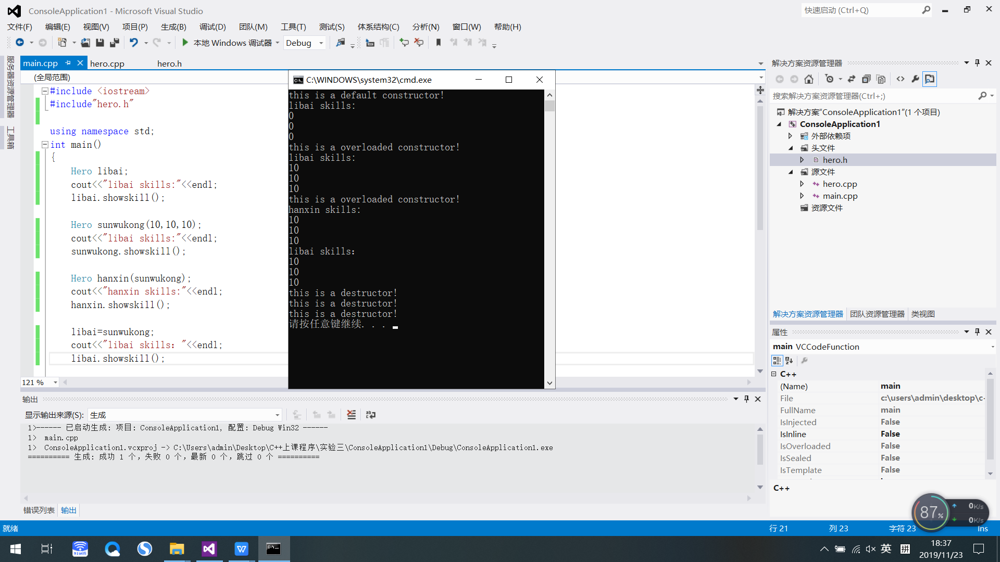 ConsoleApplication1 - Microsoft Visual Studio
快速启动 (Ctrl+Q)
文件(F) 编辑(E) 视图(V) 项目(P) 生成(B) 调试(D) 团队(M) 工具(T) 测试(S) 体系结构(C) 分析(N) 窗口(W) 帮助(H)
本地 Windows 调试器 Debug
服务器资源管理器
工具箱
main.cpp hero.cpp hero.h
(全局范围)
#include <iostream>
#include"hero.h"
using namespace std;
int main()
{
Hero libai;
cout<<"libai skills:"<<endl;
libai.showskill();
Hero sunwukong(10,10,10);
cout<<"libai skills:"<<endl;
sunwukong.showskill();
Hero hanxin(sunwukong);
cout<<"hanxin skills:"<<endl;
hanxin.showskill();
libai=sunwukong;
cout<<"libai skills："<<endl;
libai.showskill();
121 %
C:\WINDOWS\system32\cmd.exe
this is a default constructor!
libai skills:
0
0
0
this is a overloaded constructor!
libai skills:
10
10
10
this is a overloaded constructor!
hanxin skills:
10
10
10
libai skills：
10
10
10
this is a destructor!
this is a destructor!
this is a destructor!
请按任意键继续. . .
输出
显示输出来源(S): 生成
1>------ 已启动生成: 项目: ConsoleApplication1, 配置: Debug Win32 ------
1>  main.cpp
1>  ConsoleApplication1.vcxproj -> C:\Users\admin\Desktop\C++上课程序\实验三\ConsoleApplication1\Debug\ConsoleApplication1.exe
========== 生成: 成功 1 个，失败 0 个，最新 0 个，跳过 0 个 ==========
错误列表 输出
解决方案资源管理器
搜索解决方案资源管理器(Ctrl+;)
解决方案"ConsoleApplication1"(1 个项目)
ConsoleApplication1
外部依赖项
头文件
hero.h
源文件
hero.cpp
main.cpp
资源文件
解决方案资源管理器 团队资源管理器 类视图
属性
main VCCodeFunction
C++
(Name) main
File c:\users\admin\desktop\c-
FullName main
IsInjected False
IsInline False
IsOverloaded False
IsSealed False
IsTemplate False
C++
87%
0K/s
0K/s
就绪 行 21 列 23 字符 23 Ins
91wifi
英 拼
18:37
2019/11/23